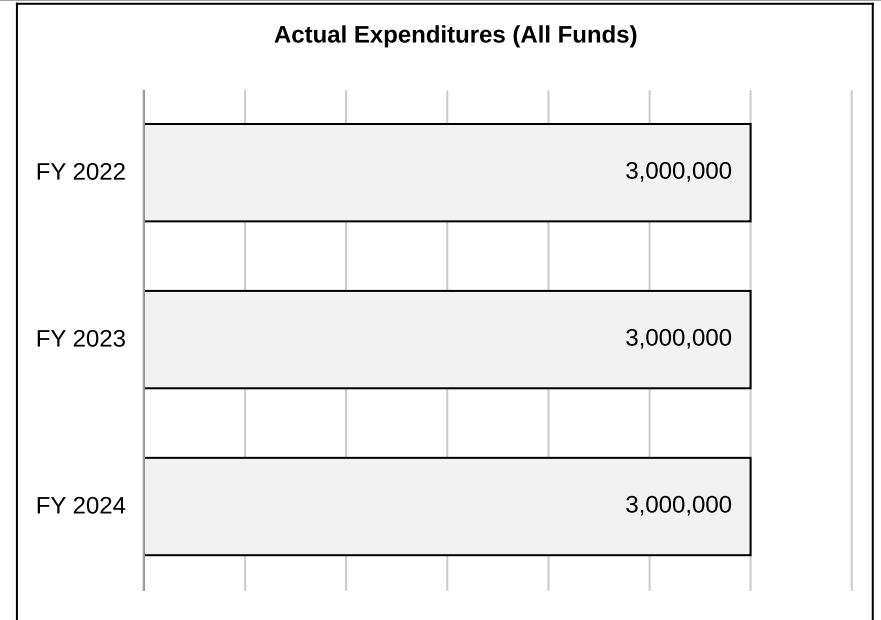 Actual Expenditures (All Funds)
FY 2022 3,000,000
FY 2023 3,000,000
FY 2024 3,000,000